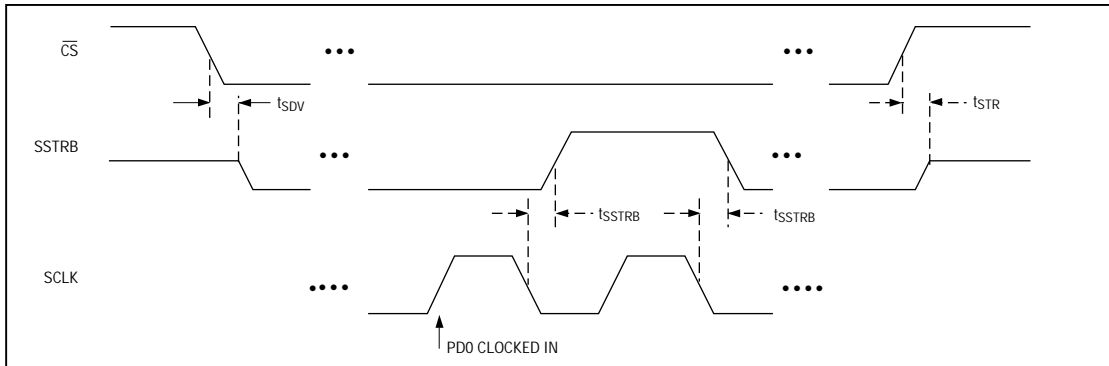 CS
tSDV
tSTR
SSTRB
tSSTRB
tSSTRB
SCLK
PD0 CLOCKED IN